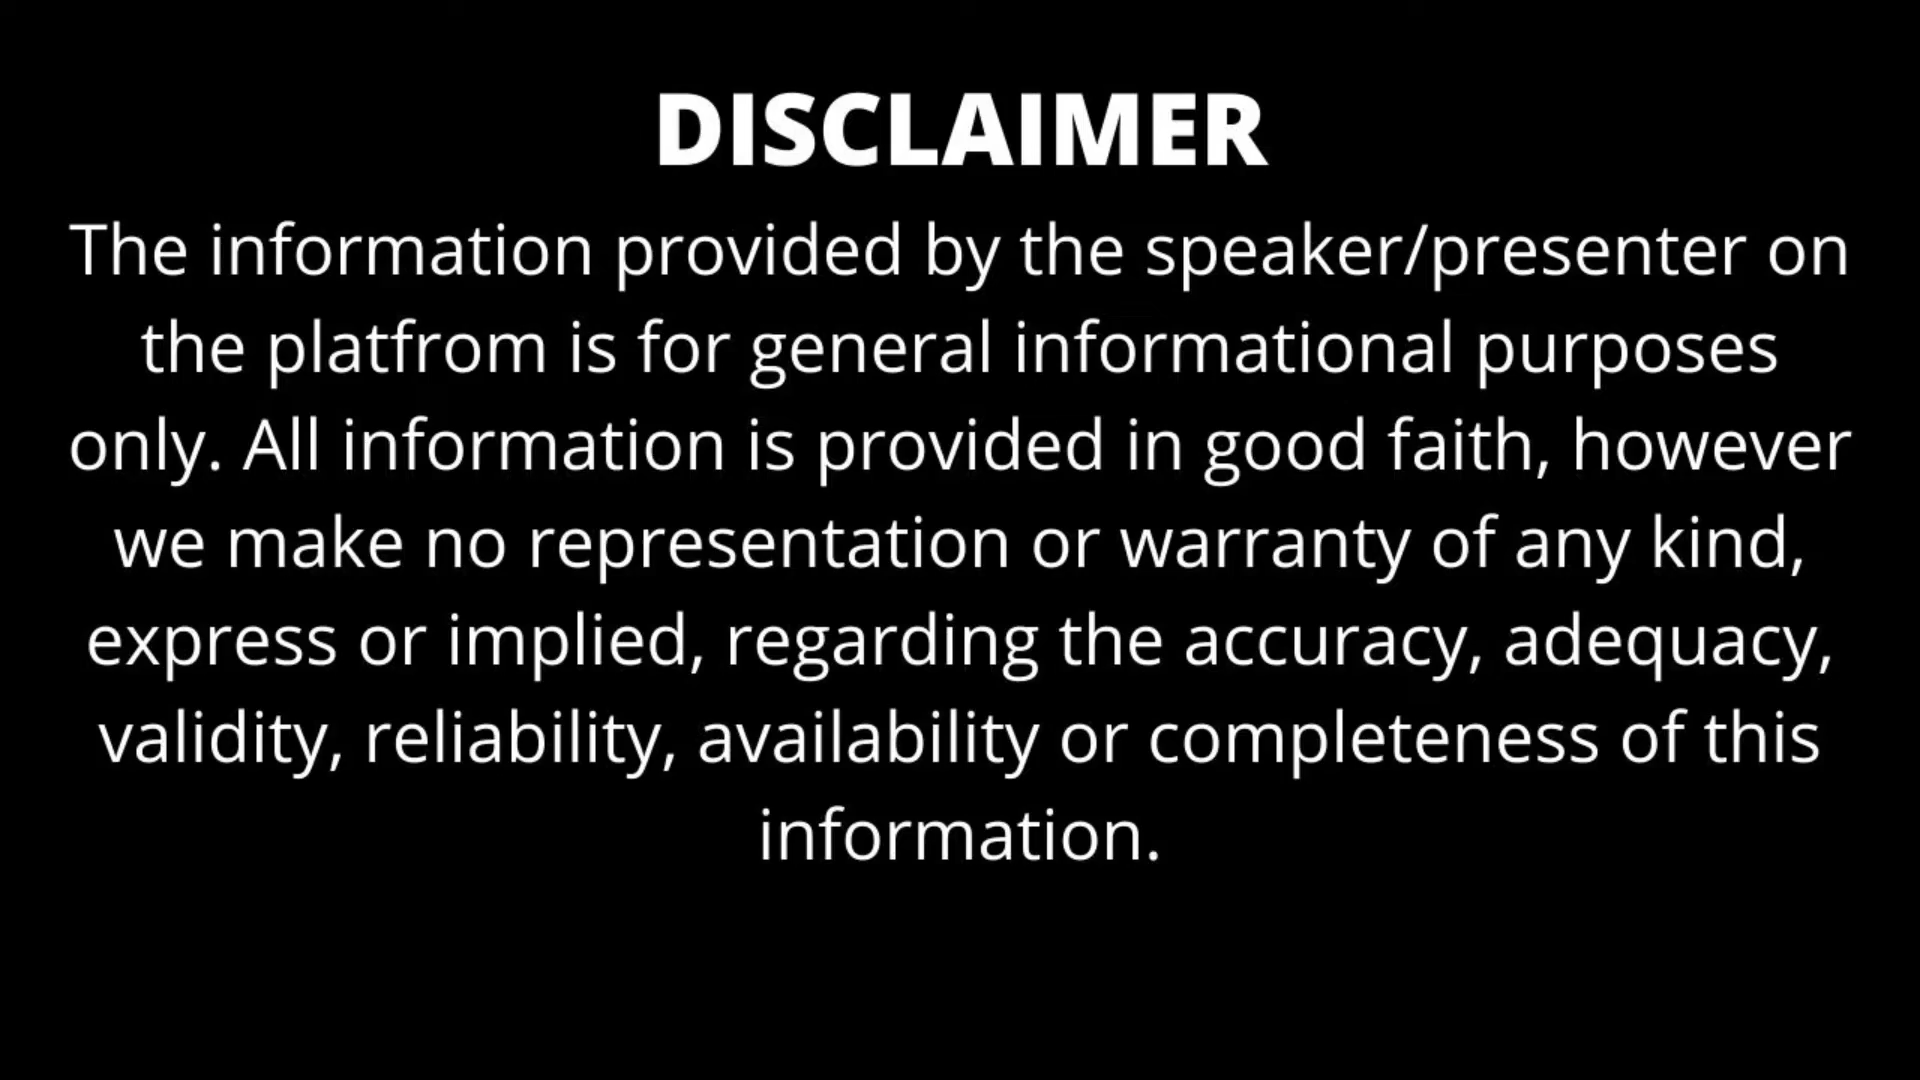 DISCLAIMER
The information provided by the speaker/presenter on
the platfrom is for general informational purposes
only. All information is provided in good faith, however
we make no representation or warranty of any kind,
express or implied, regarding the accuracy, adequacy,
validity, reliability, availability or completeness of this
information.